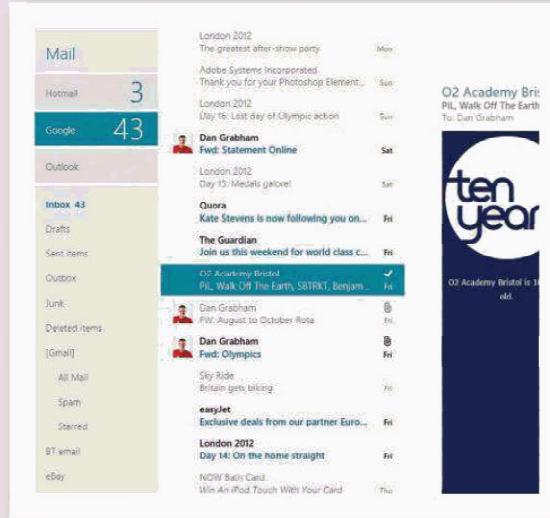 Mail
Hotmail 3
Google 43
Outlook
Inbox 43
Drafts
Sent items
Outbox
Junk
Deleted items
[Gmail]
All Mail
Spam
Starred
BT email
eBay
London 2012
The greatest after-show party Mon
Adobe Systems Incorporated
Thank you for your Photoshop Element... Sun
London 2012
Day 16: Last day of Olympic action Sun
Dan Grabham
Fwd: Statement Online Sat
London 2012
Day 15: Medals galore! Sat
Quora
Kate Stevens is now following you on... Fri
The Guardian
Join us this weekend for world class c... Fri
O2 Academy Bristol
PiL, Walk Off The Earth, SBTRKT, Benjam... Fri
Dan Grabham
FW: August to October Rota Fri
Dan Grabham
Fwd: Olympics Fri
Sky Ride
Britain gets biking Fri
easyJet
Exclusive deals from our partner Euro... Fri
London 2012
Day 14: On the home straight Fri
NOW Bath Card
Win An iPod Touch With Your Card Thu
O2 Academy Bri
PiL, Walk Off The Earth
To: Dan Grabham
ten
year
O2 Academy Bristol is 1
old.